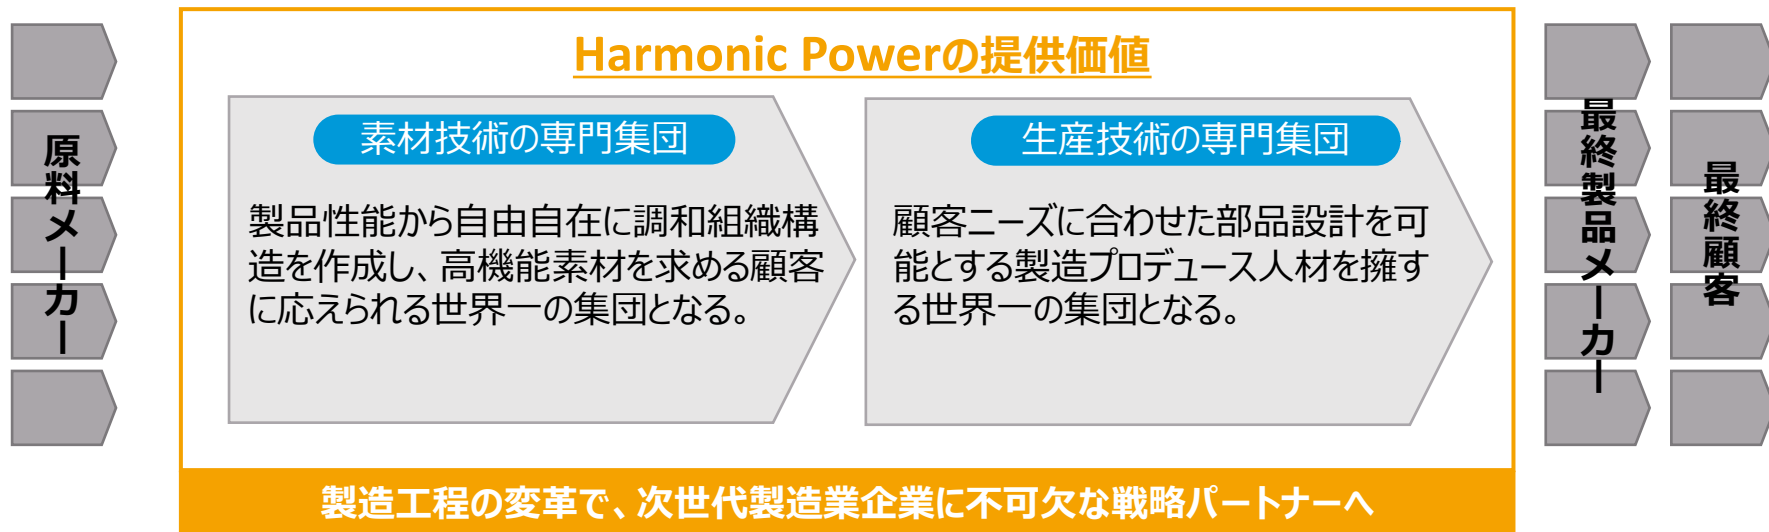 Harmonic Powerの提供価値
原料メーカー
素材技術の専門集団
製品性能から自由自在に調和組織構
造を作成し、高機能素材を求める顧客
に応えられる世界一の集団となる。
生産技術の専門集団
顧客ニーズに合わせた部品設計を可
能とする製造プロデュース人材を擁す
る世界一の集団となる。
最終製品メーカー
最終顧客
製造工程の変革で、次世代製造業企業に不可欠な戦略パートナーへ